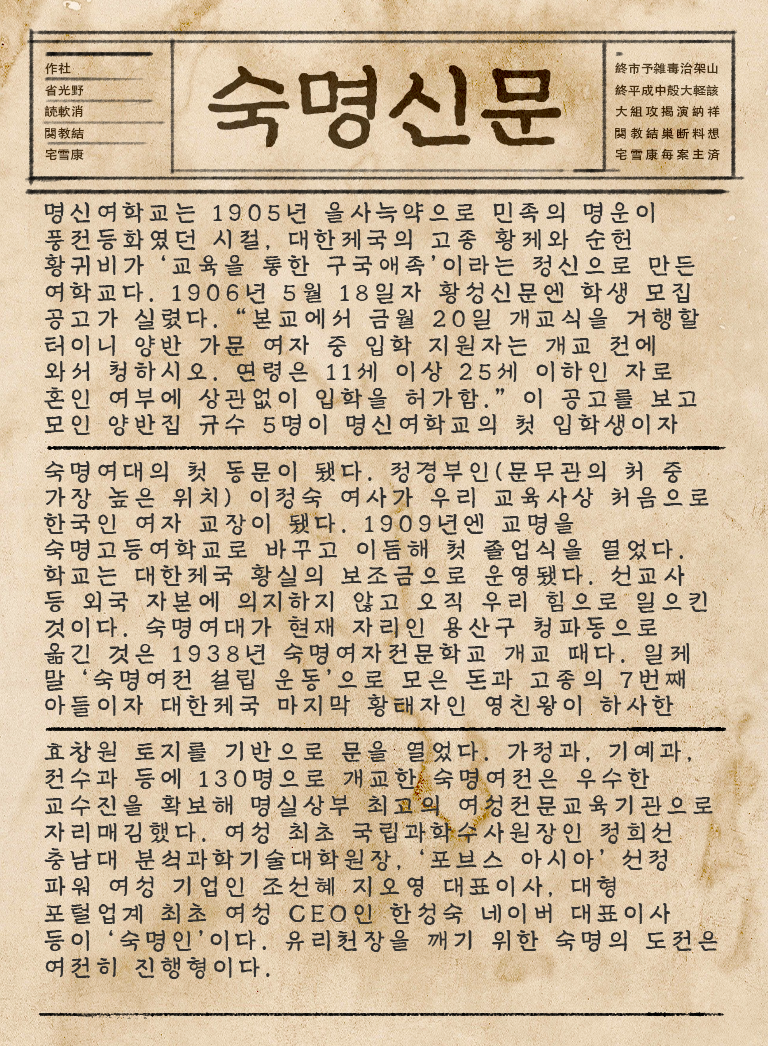 作社
省光野
読軟消
関教結
宅雪康
숙명신문
終市予雑毒治架山
終平成中殻大軽該
大組攻掲演納祥
関教結巣断料想
宅雪康毎案主済
명신여학교는 1905년 을사늑약으로 민족의 명운이
풍전등화였던 시절, 대한제국의 고종 황제와 순헌
황귀비가 ‘교육을 통한 구국애족’이라는 정신으로 만든
여학교다. 1906년 5월 18일자 황성신문엔 학생 모집
공고가 실렸다. “본교에서 금월 20일 개교식을 거행할
터이니 양반 가문 여자 중 입학 지원자는 개교 전에
와서 청하시오. 연령은 11세 이상 25세 이하인 자로
혼인 여부에 상관없이 입학을 허가함.” 이 공고를 보고
모인 양반집 규수 5명이 명신여학교의 첫 입학생이자
숙명여대의 첫 동문이 됐다. 정경부인(문무관의 처 중
가장 높은 위치) 이정숙 여사가 우리 교육사상 처음으로
한국인 여자 교장이 됐다. 1909년엔 교명을
숙명고등여학교로 바꾸고 이듬해 첫 졸업식을 열었다.
학교는 대한제국 황실의 보조금으로 운영됐다. 선교사
등 외국 자본에 의지하지 않고 오직 우리 힘으로 일으킨
것이다. 숙명여대가 현재 자리인 용산구 청파동으로
옮긴 것은 1938년 숙명여자전문학교 개교 때다. 일제
말 ‘숙명여전 설립 운동’으로 모은 돈과 고종의 7번째
아들이자 대한제국 마지막 황태자인 영친왕이 하사한
효창원 토지를 기반으로 문을 열었다. 가정과, 기예과,
전수과 등에 130명으로 개교한 숙명여전은 우수한
교수진을 확보해 명실상부 최고의 여성전문교육기관으로
자리매김했다. 여성 최초 국립과학수사원장인 정희선
충남대 분석과학기술대학원장, ‘포브스 아시아’ 선정
파워 여성 기업인 조선혜 지오영 대표이사, 대형
포털업계 최초 여성 CEO인 한성숙 네이버 대표이사
등이 ‘숙명인’이다. 유리천장을 깨기 위한 숙명의 도전은
여전히 진행형이다.